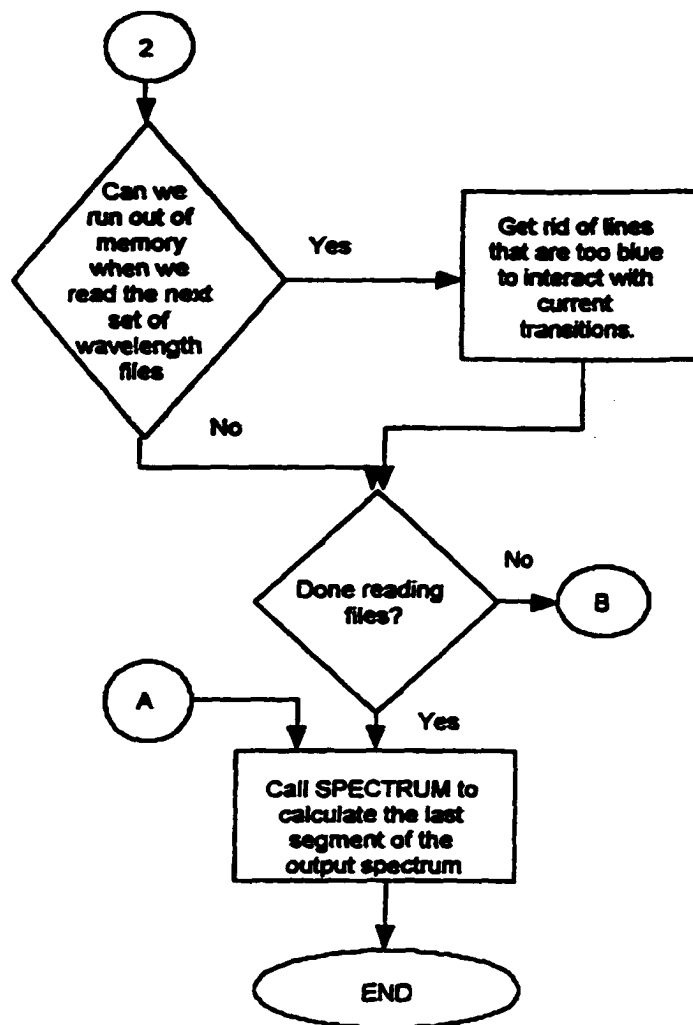 2
Can we
run out of
memory
when we
read the next
set of
wavelength
files
Yes
Get rid of lines
that are too blue
to interact with
current
transitions.
No
Done reading
files?
No
B
A
Yes
Call SPECTRUM to
calculate the last
segment of the
output spectrum
END